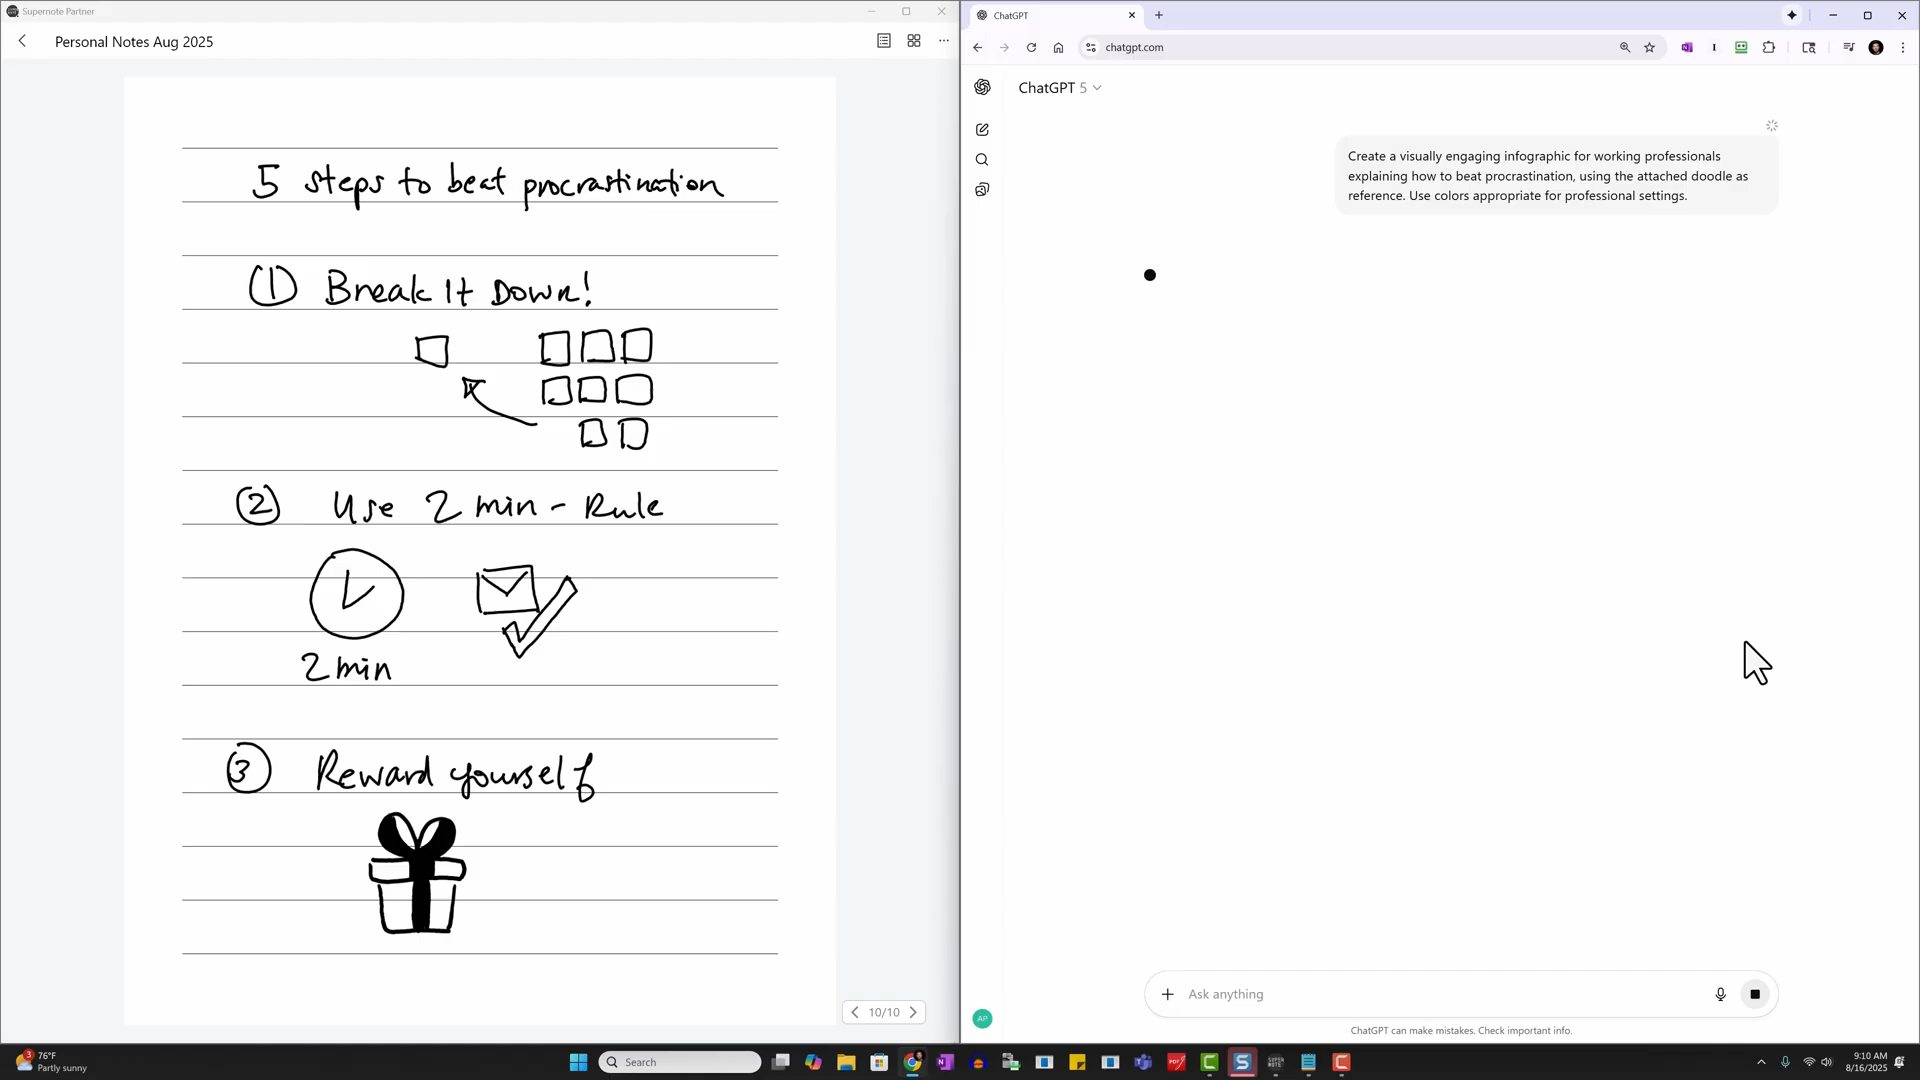 Supernote Partner
Personal Notes Aug 2025
5 steps to beat procrastination
① Break It Down!
② Use 2 min - Rule
2 min
③ Reward yourself
10/10
ChatGPT
chatgpt.com
ChatGPT 5
Create a visually engaging infographic for working professionals
explaining how to beat procrastination, using the attached doodle as
reference. Use colors appropriate for professional settings.
AP
Ask anything
ChatGPT can make mistakes. Check important info.
3
76°F
Partly sunny
Search
9:10 AM
8/16/2025